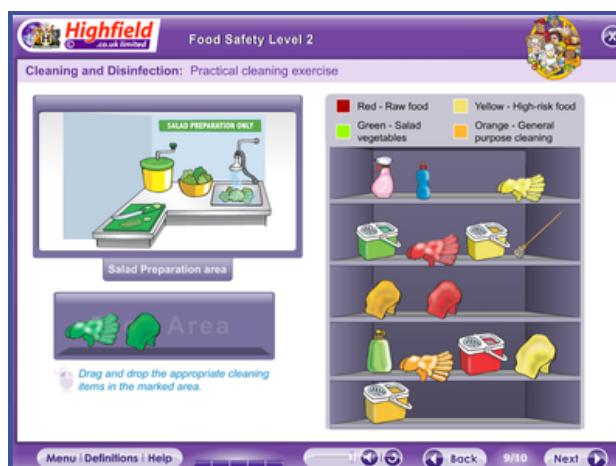 Highfield
.co.uk limited
Food Safety Level 2
X
Cleaning and Disinfection: Practical cleaning exercise
SALAD PREPARATION ONLY
Salad Preparation area
Area
Drag and drop the appropriate cleaning
items in the marked area.
Red - Raw food
Yellow - High-risk food
Green - Salad
vegetables
Orange - General
purpose cleaning
Menu | Definitions | Help
Back
9/10
Next